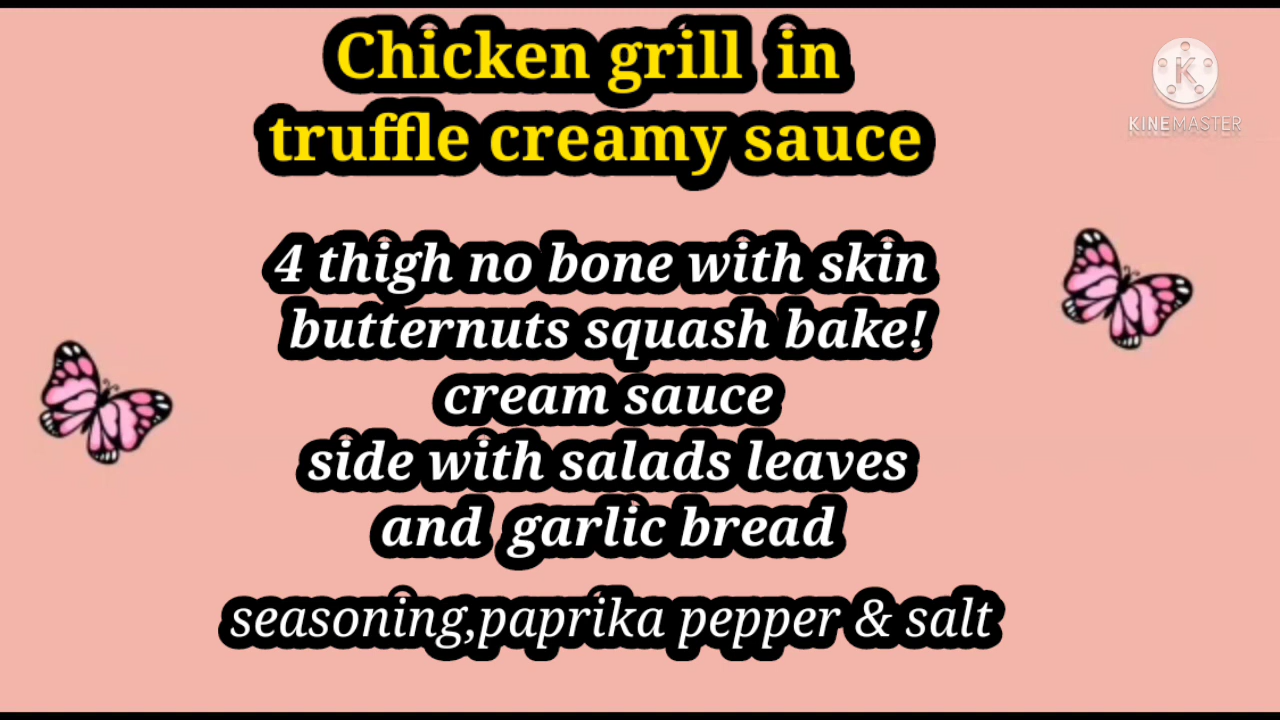 Chicken grill in
truffle creamy sauce
KINEMASTER
4 thigh no bone with skin
butternuts squash bake!
cream sauce
side with salads leaves
and garlic bread
seasoning,paprika pepper & salt